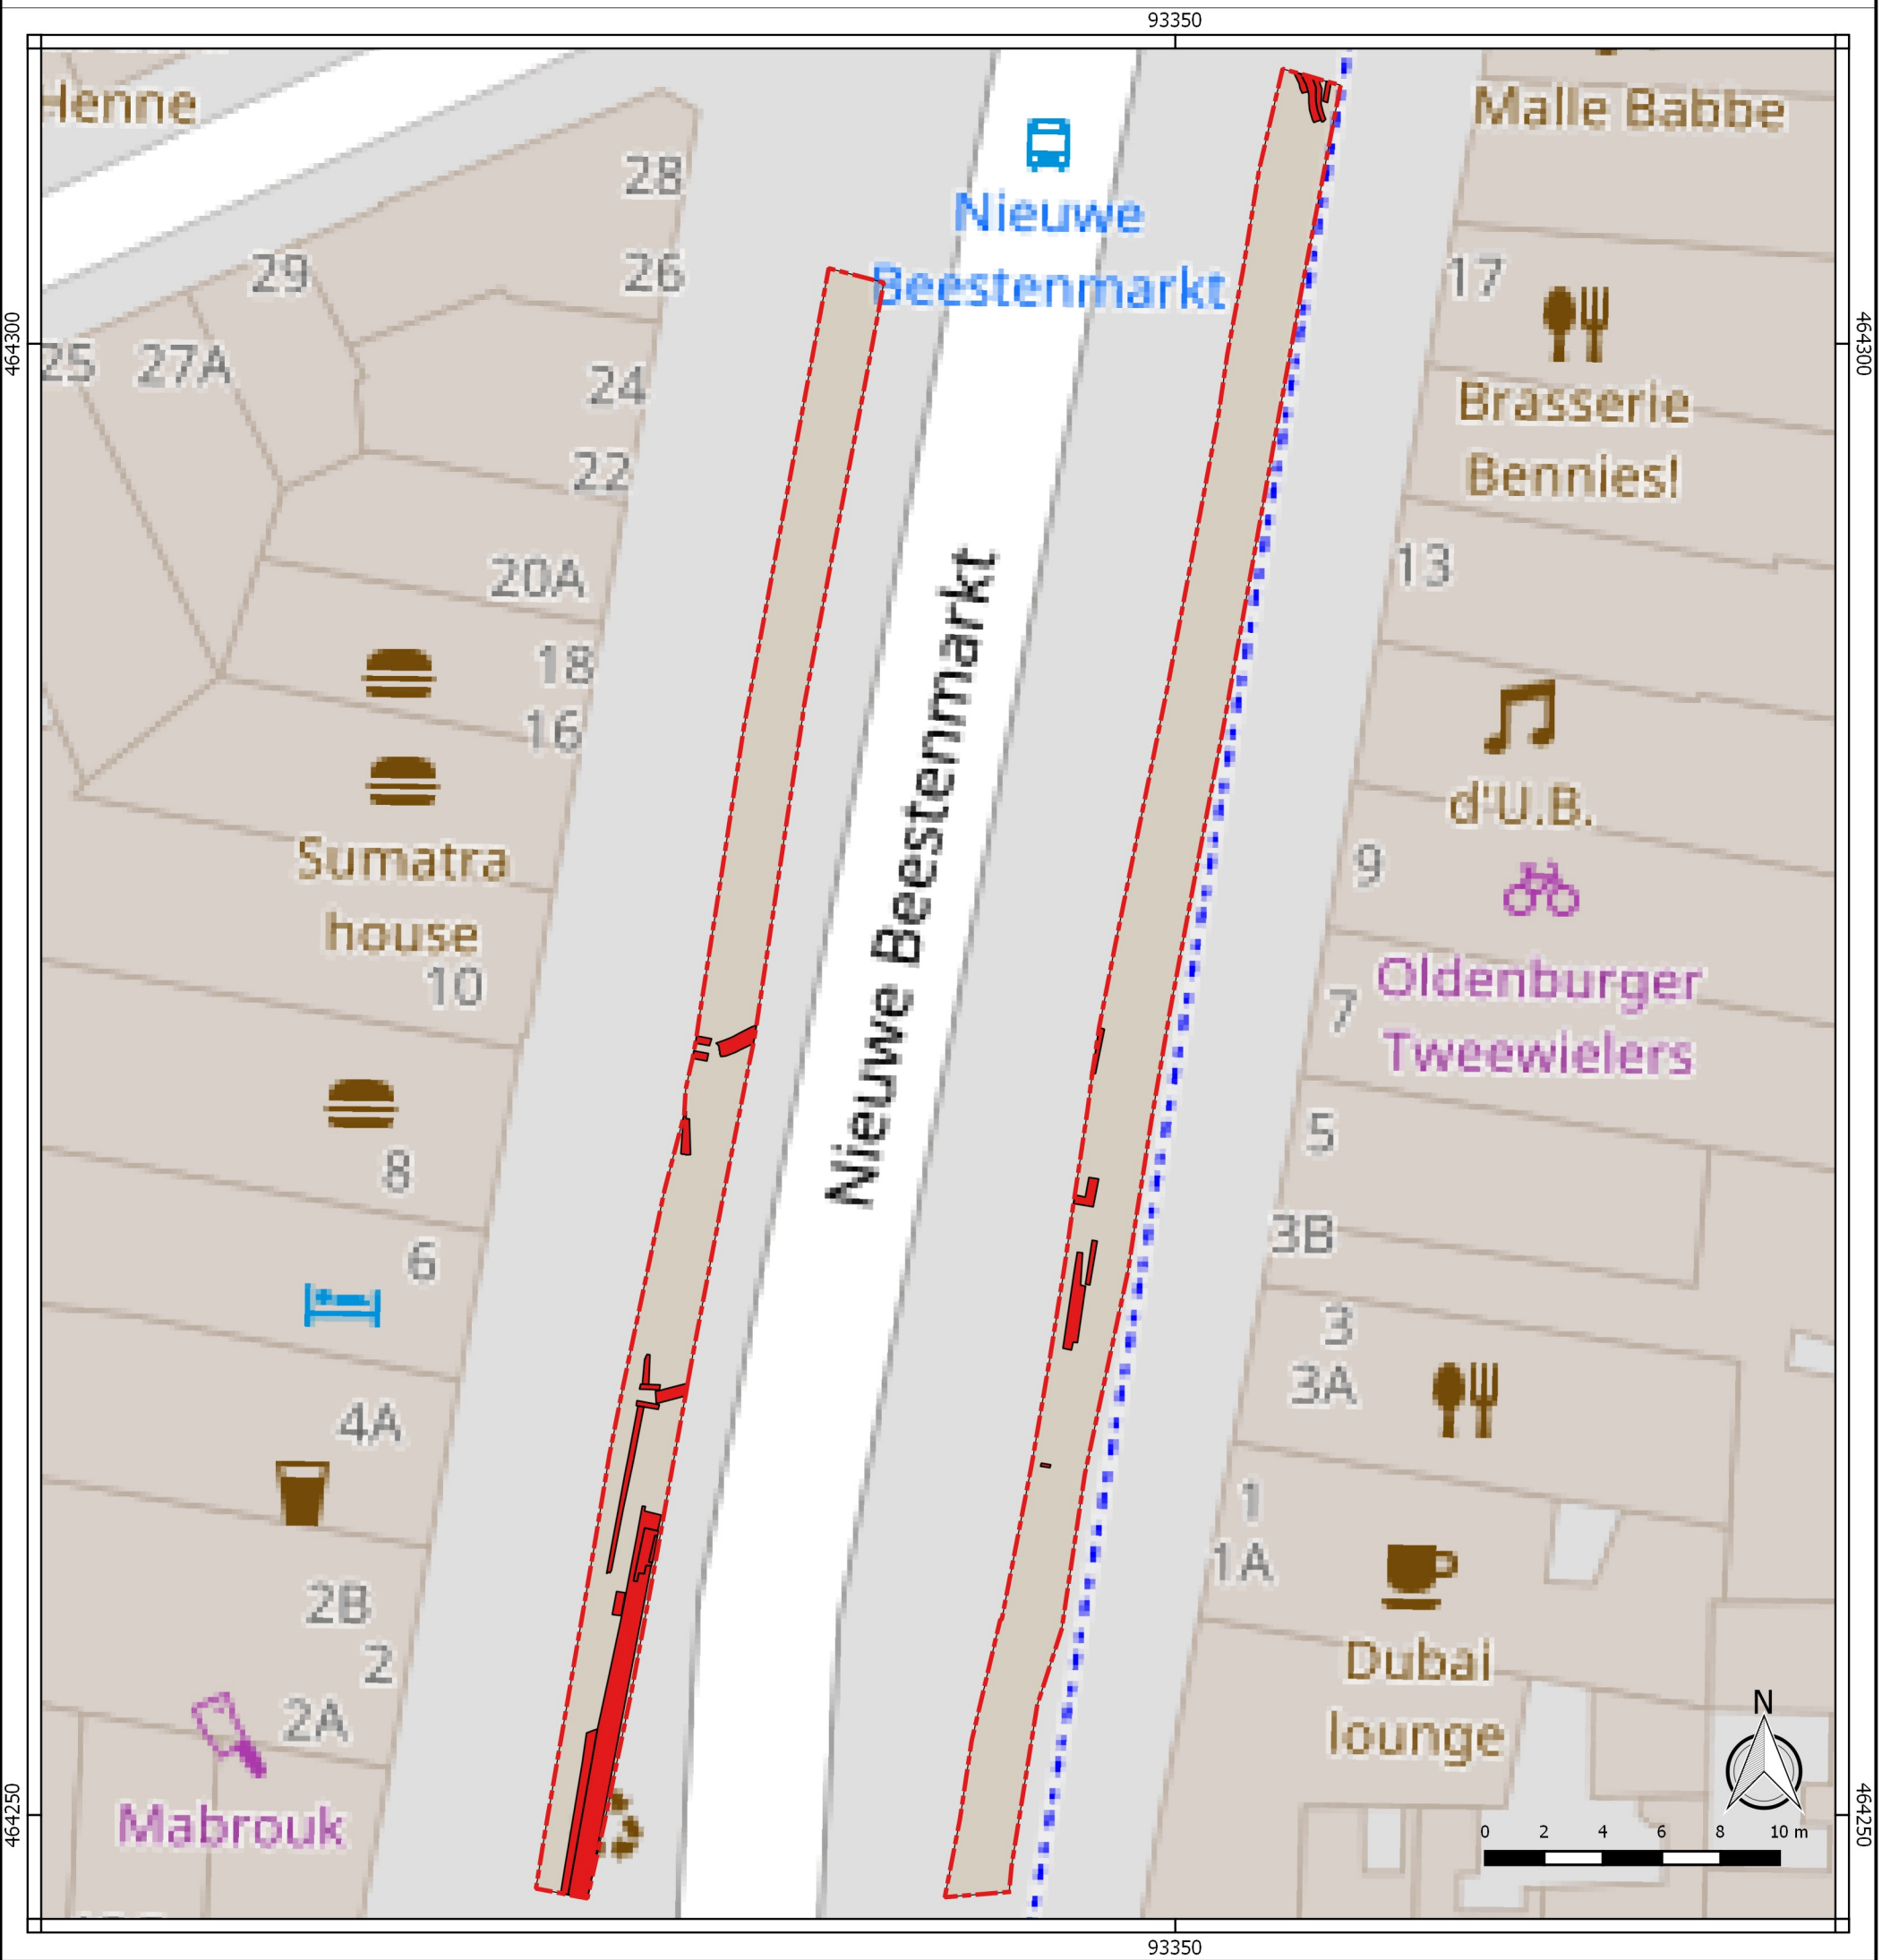 93350
Henne
Malle Babbe
28
Nieuwe
26
29
Beestenmarkt
17
464300
464300
25
27A
24
Brasserie
22
Bennies!
20A
13
18
16
Nieuwe Beestenmarkt
d'U.B.
Sumatra
9
house
10
Oldenburger
7
Tweewielers
5
8
3B
6
3
3A
4A
1
1A
2B
2
Dubai
lounge
2A
N
Mabrouk
464250
464250
0 2 4 6 8 10 m
93350